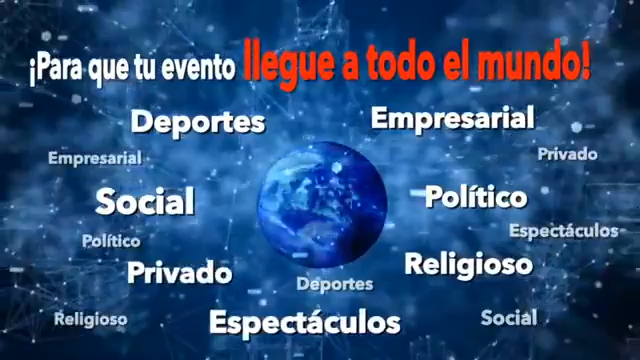 ¡Para que tu evento llegue a todo el mundo!
Deportes
Empresarial
Empresarial
Privado
Social
Político
Político
Espectáculos
Privado
Religioso
Deportes
Religioso
Espectáculos
Social